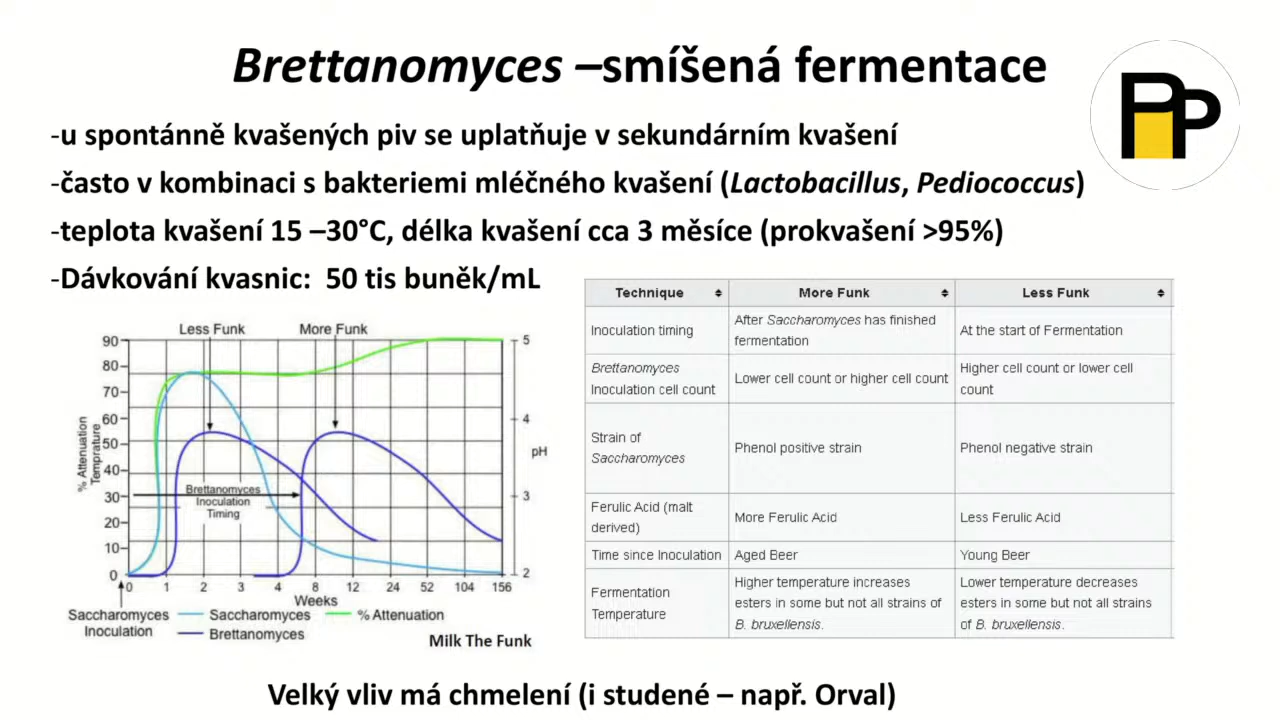 Brettanomyces –smíšená fermentace
PP
-u spontánně kvašených piv se uplatňuje v sekundárním kvašení
-často v kombinaci s bakteriemi mléčného kvašení (Lactobacillus, Pediococcus)
-teplota kvašení 15 –30°C, délka kvašení cca 3 měsíce (prokvašení >95%)
-Dávkování kvasnic:  50 tis buněk/mL
Less Funk
More Funk
90
80
70
60
50
40
30
20
10
0
% Attenuation
Temprature
5
4
3
2
pH
Brettanomyces
Inoculation
Timing
0 1 2 3 4 8 12 24 52 104 156
Weeks
Saccharomyces
Inoculation
Saccharomyces
% Attenuation
Brettanomyces
Milk The Funk
Technique More Funk Less Funk
Inoculation timing
After Saccharomyces has finished
fermentation
At the start of Fermentation
Brettanomyces
Inoculation cell count
Lower cell count or higher cell count
Higher cell count or lower cell
count
Strain of
Saccharomyces
Phenol positive strain
Phenol negative strain
Ferulic Acid (malt
derived)
More Ferulic Acid
Less Ferulic Acid
Time since Inoculation
Aged Beer
Young Beer
Fermentation
Temperature
Higher temperature increases
esters in some but not all strains of
B. bruxellensis.
Lower temperature decreases
esters in some but not all strains
of B. bruxellensis.
Velký vliv má chmelení (i studené – např. Orval)